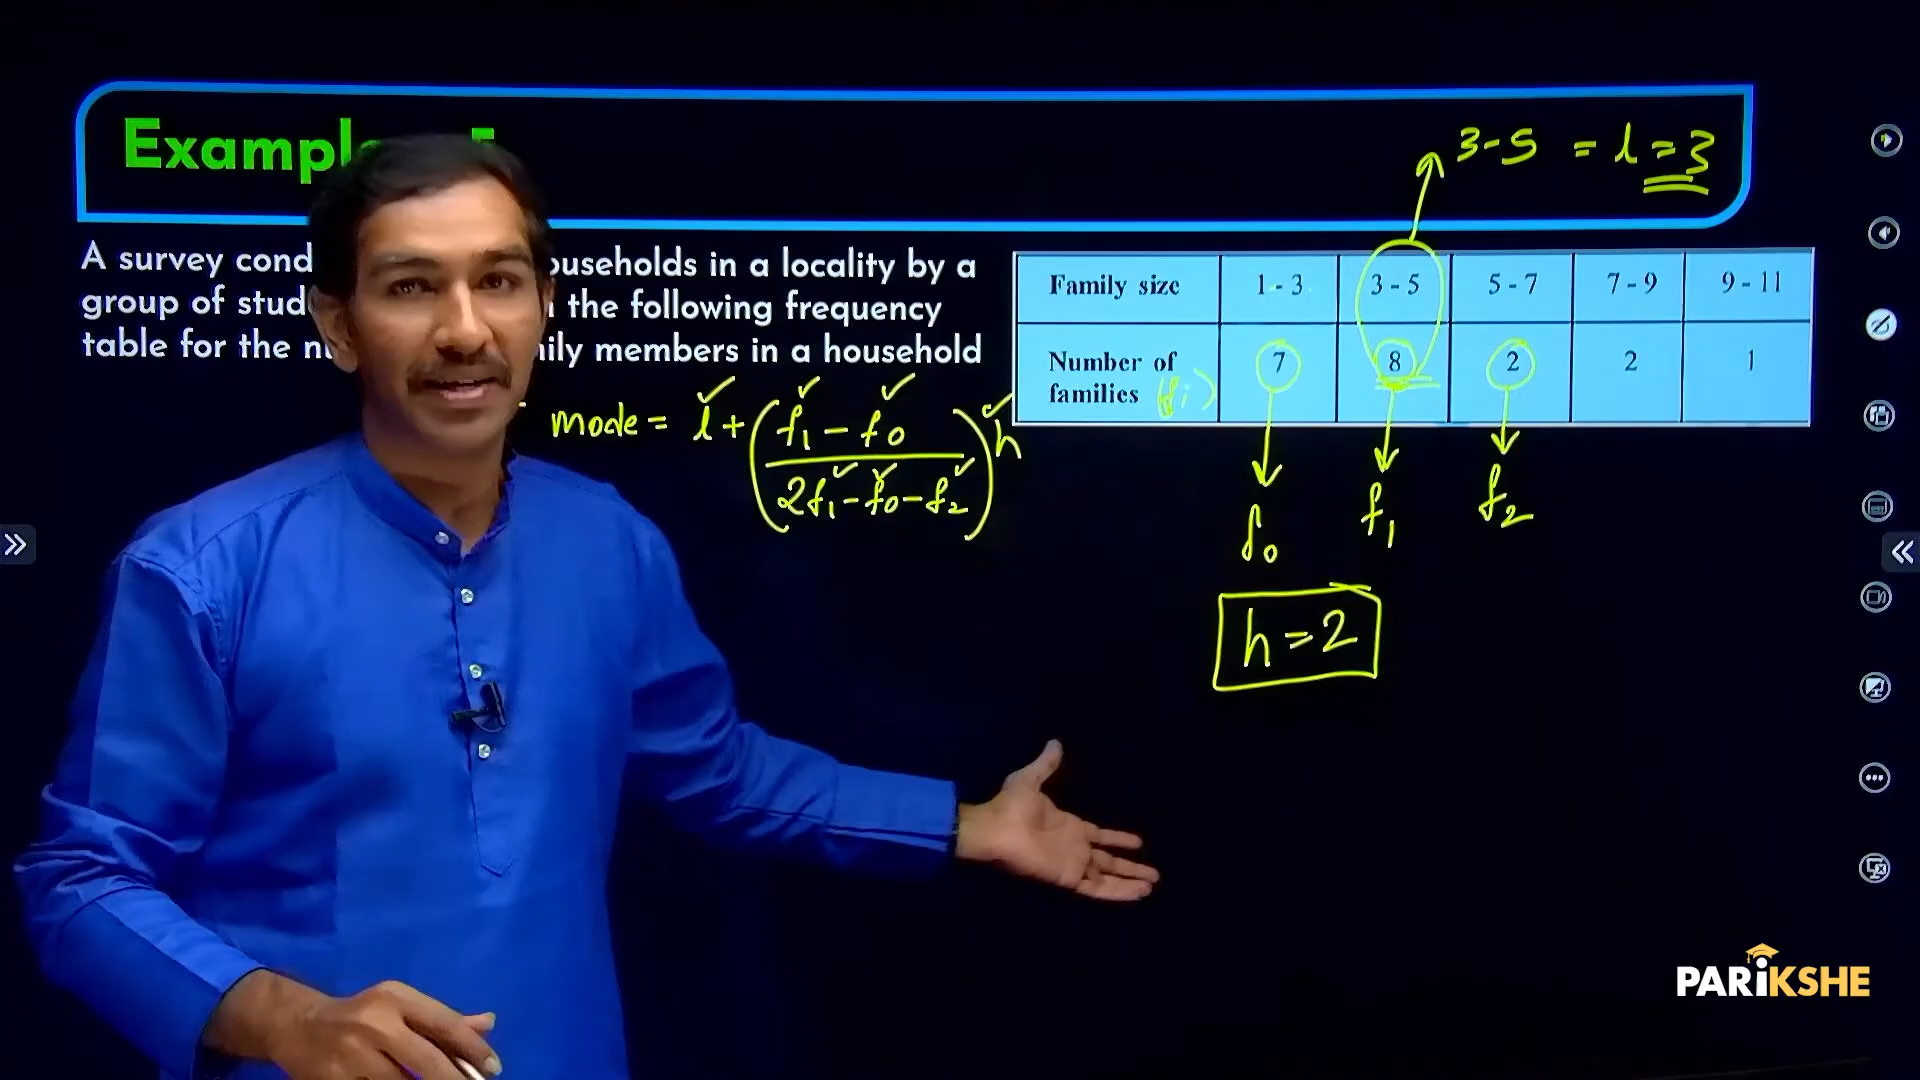 Example
3-5 = l = 3
A survey cond ouseholds in a locality by a
group of stud the following frequency
table for the nu ily members in a household
Family size 1 - 3 3 - 5 5 - 7 7 - 9 9 - 11
Number of families (fi) 7 8 2 2 1
mode = l + (f1 - f0 / 2f1 - f0 - f2) h
f0 f1 f2
h = 2
PARIKSHE